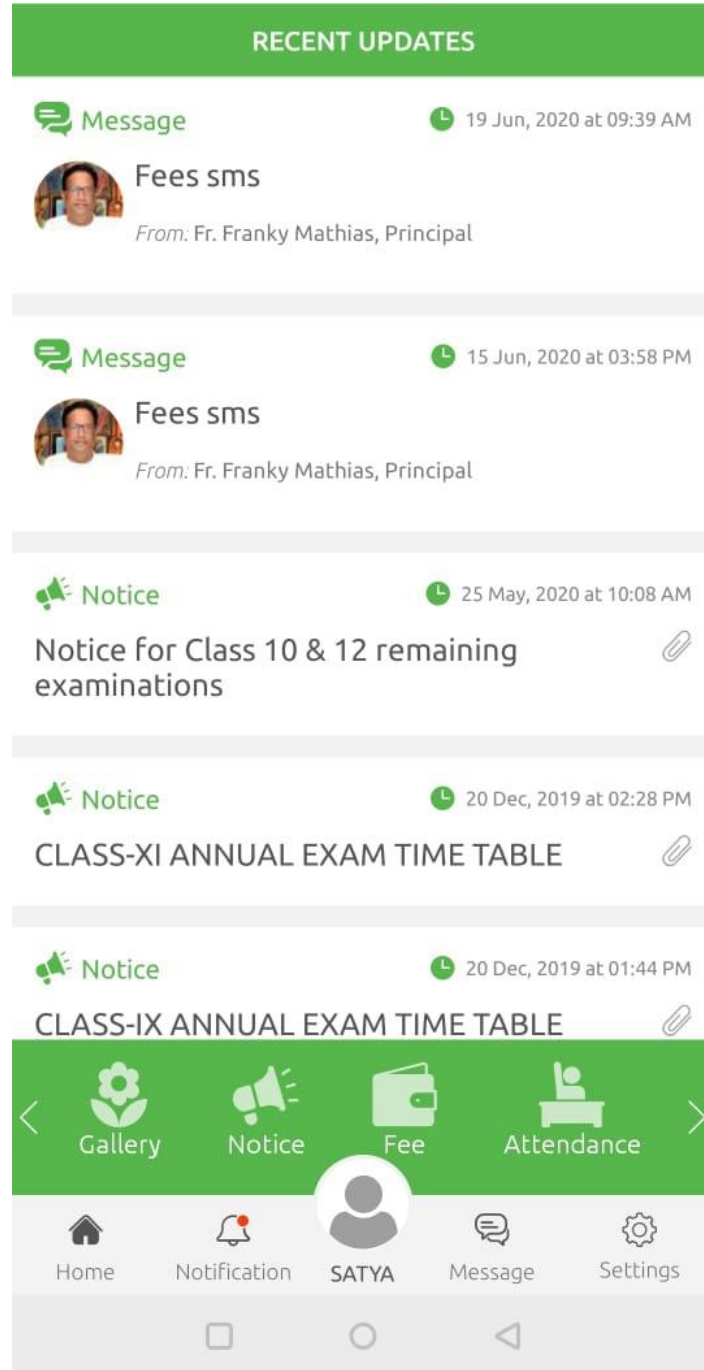 RECENT UPDATES
Message
19 Jun, 2020 at 09:39 AM
Fees sms
From: Fr. Franky Mathias, Principal
Message
15 Jun, 2020 at 03:58 PM
Fees sms
From: Fr. Franky Mathias, Principal
Notice
25 May, 2020 at 10:08 AM
Notice for Class 10 & 12 remaining
examinations
Notice
20 Dec, 2019 at 02:28 PM
CLASS-XI ANNUAL EXAM TIME TABLE
Notice
20 Dec, 2019 at 01:44 PM
CLASS-IX ANNUAL EXAM TIME TABLE
Gallery
Notice
Fee
Attendance
Home
Notification
SATYA
Message
Settings